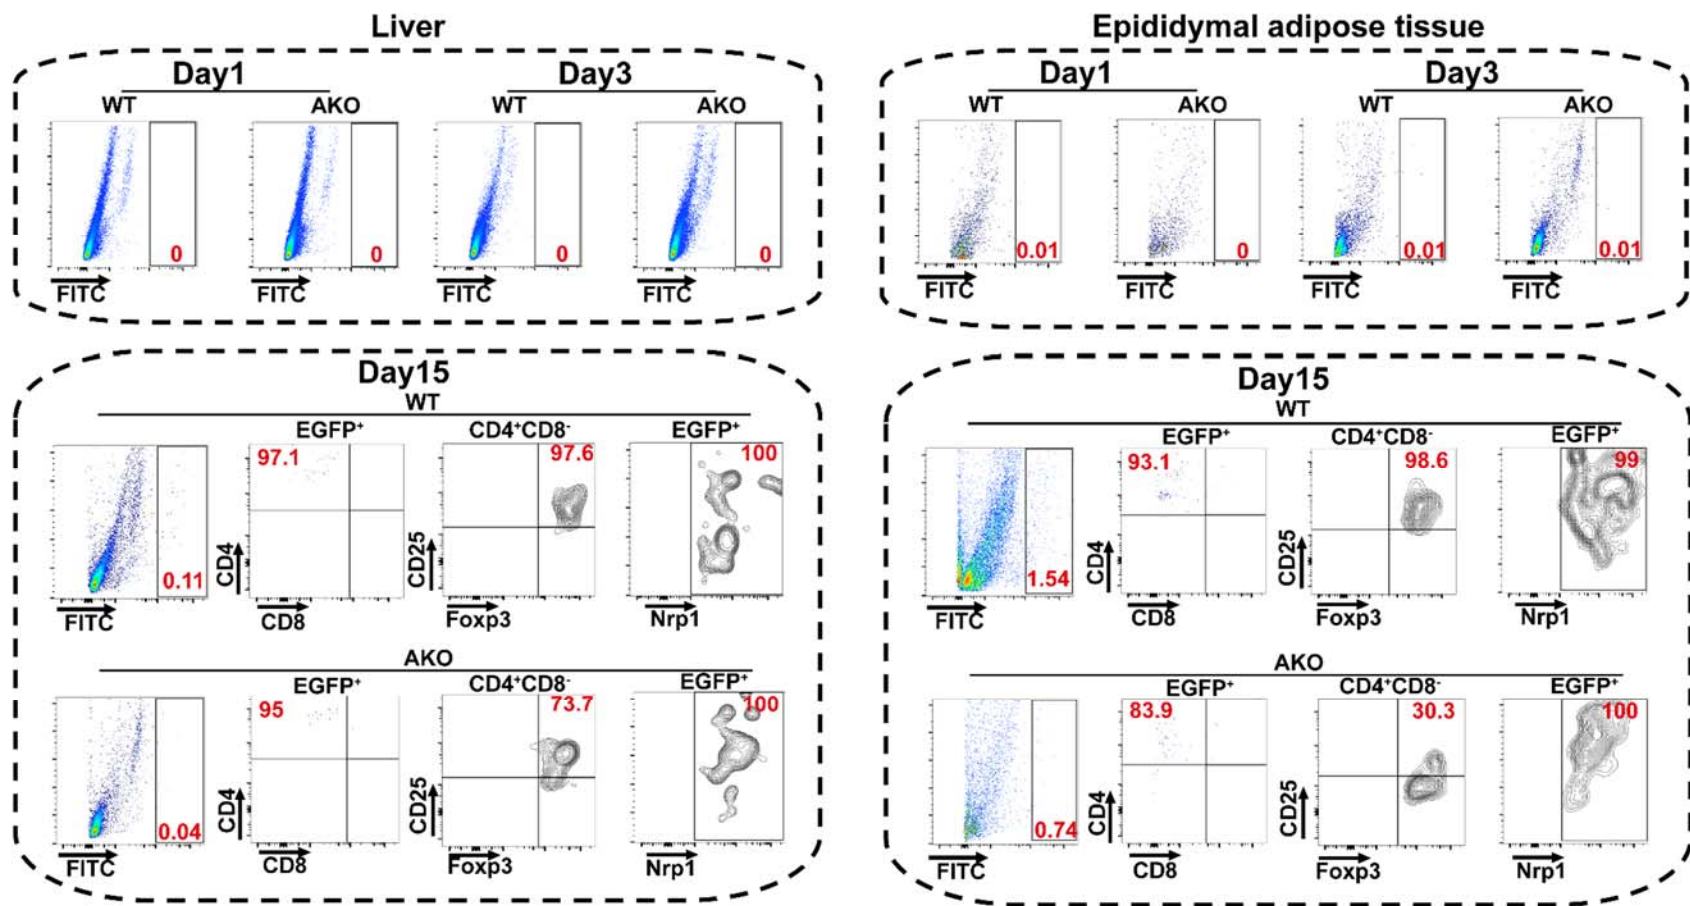 Liver
Day1 Day3
WT AKO WT AKO
0 0 0 0
FITC FITC FITC FITC
Epididymal adipose tissue
Day1 Day3
WT AKO WT AKO
0.01 0 0.01 0.01
FITC FITC FITC FITC
Day15
WT
EGFP⁺ CD4⁺CD8⁻ EGFP⁺
97.1 97.6 100
0.11
CD4 CD25
FITC CD8 Foxp3 Nrp1
AKO
EGFP⁺ CD4⁺CD8⁻ EGFP⁺
95 73.7 100
0.04
CD4 CD25
FITC CD8 Foxp3 Nrp1
Day15
WT
EGFP⁺ CD4⁺CD8⁻ EGFP⁺
93.1 98.6 99
1.54
CD4 CD25
FITC CD8 Foxp3 Nrp1
AKO
EGFP⁺ CD4⁺CD8⁻ EGFP⁺
83.9 30.3 100
0.74
CD4 CD25
FITC CD8 Foxp3 Nrp1